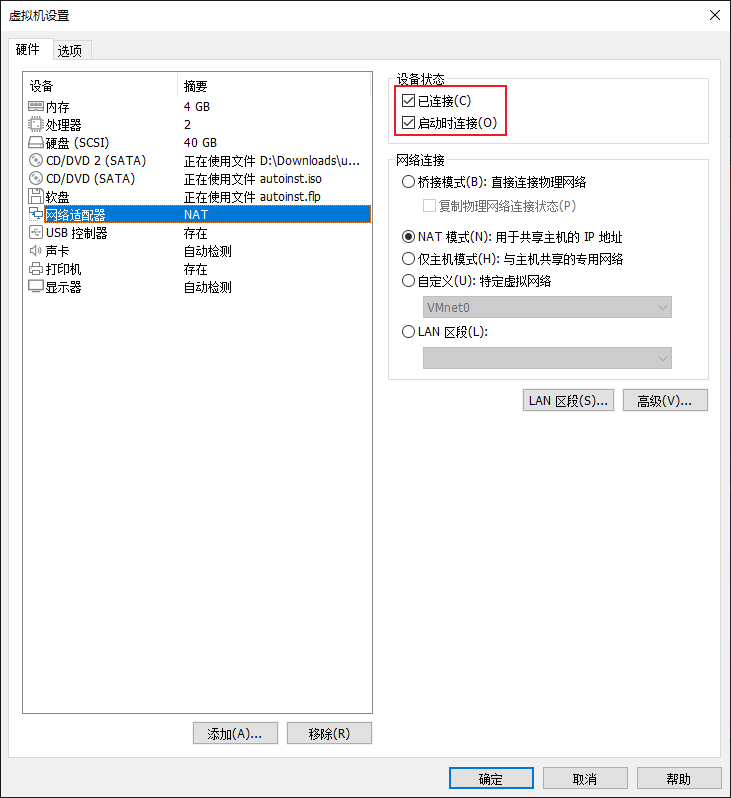 虚拟机设置
硬件 选项
设备 摘要
内存 4 GB
处理器 2
硬盘 (SCSI) 40 GB
CD/DVD 2 (SATA) 正在使用文件 D:\Downloads\u...
CD/DVD (SATA) 正在使用文件 autoinst.iso
软盘 正在使用文件 autoinst.flp
网络适配器 NAT
USB 控制器 存在
声卡 自动检测
打印机 存在
显示器 自动检测
添加(A)... 移除(R)
设备状态
已连接(C)
启动时连接(O)
网络连接
桥接模式(B): 直接连接物理网络
复制物理网络连接状态(P)
NAT 模式(N): 用于共享主机的 IP 地址
仅主机模式(H): 与主机共享的专用网络
自定义(U): 特定虚拟网络
VMnet0
LAN 区段(L):
LAN 区段(S)... 高级(V)...
确定 取消 帮助